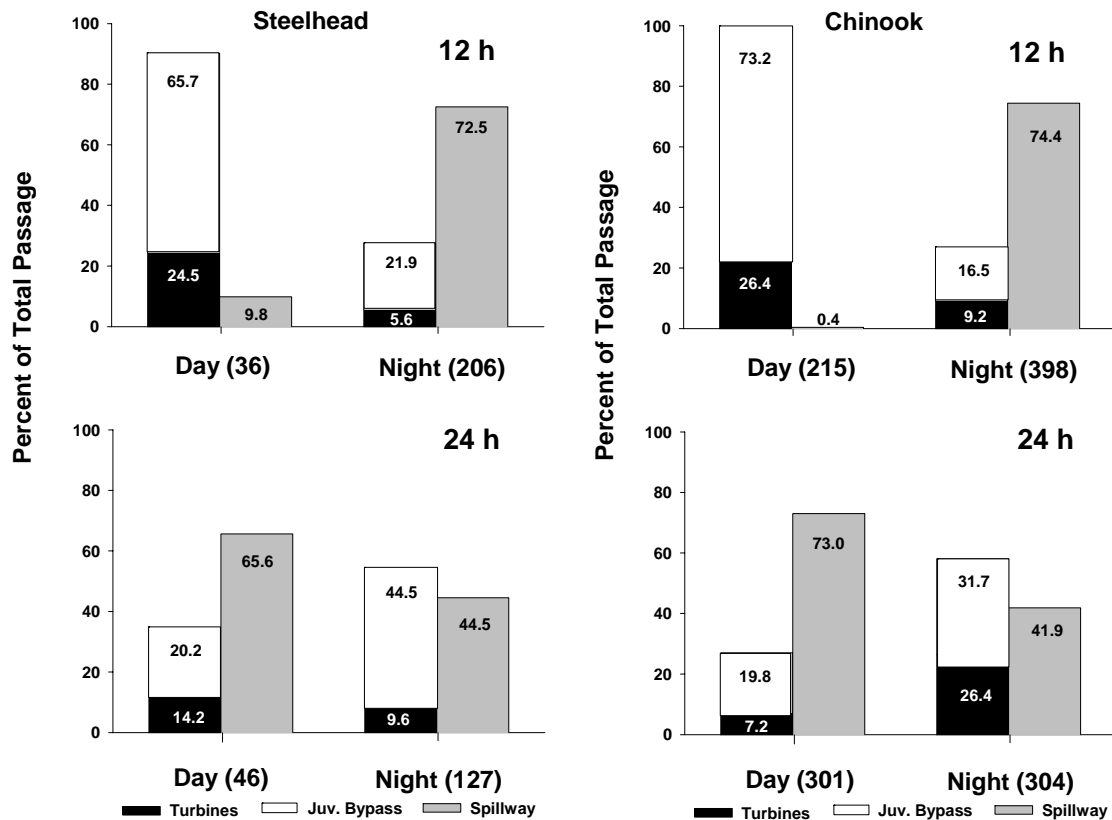 Steelhead
12 h
Percent of Total Passage
100
80
60
40
20
0
65.7
24.5
9.8
21.9
5.6
72.5
Day (36)
Night (206)
Chinook
12 h
Percent of Total Passage
100
80
60
40
20
0
73.2
26.4
0.4
16.5
9.2
74.4
Day (215)
Night (398)
24 h
100
80
60
40
20
0
20.2
14.2
65.6
44.5
9.6
44.5
Day (46)
Night (127)
Turbines Juv. Bypass Spillway
24 h
100
80
60
40
20
0
19.8
7.2
73.0
31.7
26.4
41.9
Day (301)
Night (304)
Turbines Juv. Bypass Spillway